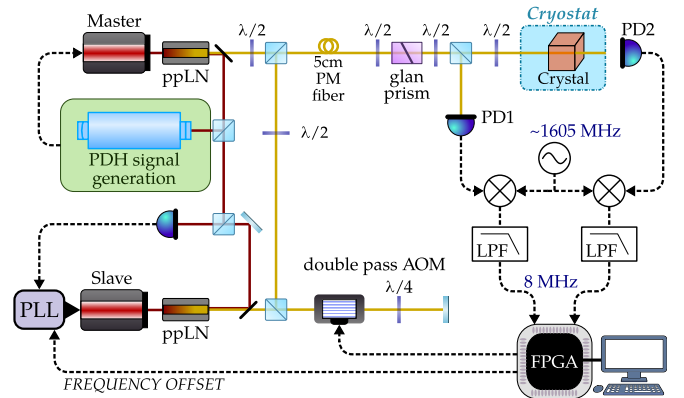 Master
ppLN
λ/2
5cm
PM
fiber
λ/2
glan
prism
λ/2
λ/2
Cryostat
Crystal
PD2
PD1
λ/2
~1605 MHz
PDH signal
generation
LPF
LPF
8 MHz
PLL
Slave
ppLN
double pass AOM
λ/4
FPGA
FREQUENCY OFFSET